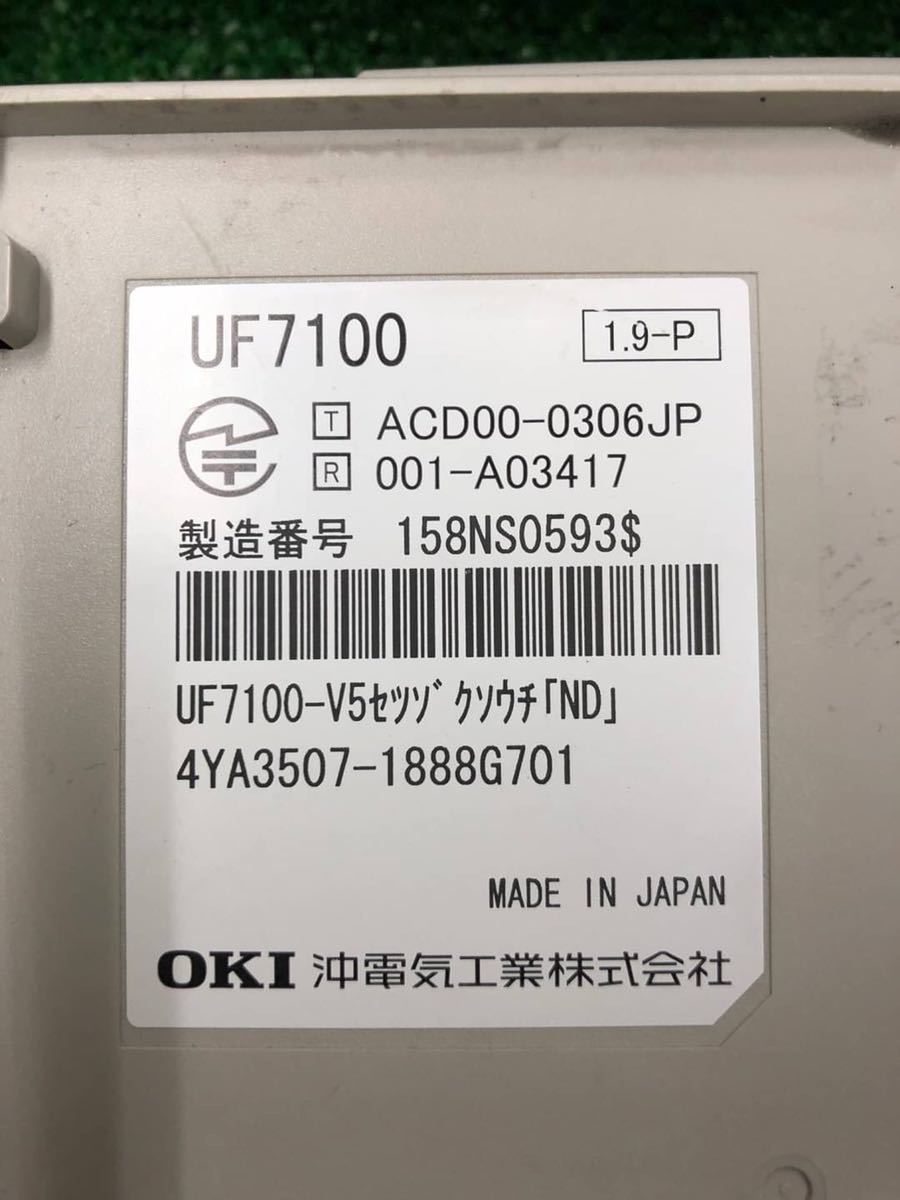 UF7100
1.9-P
T ACD00-0306JP
R 001-A03417
製造番号 158NS0593$
UF7100-V5ｾﾂｿﾞｸｿｳﾁ｢ND｣
4YA3507-1888G701
MADE IN JAPAN
OKI 沖電気工業株式会社